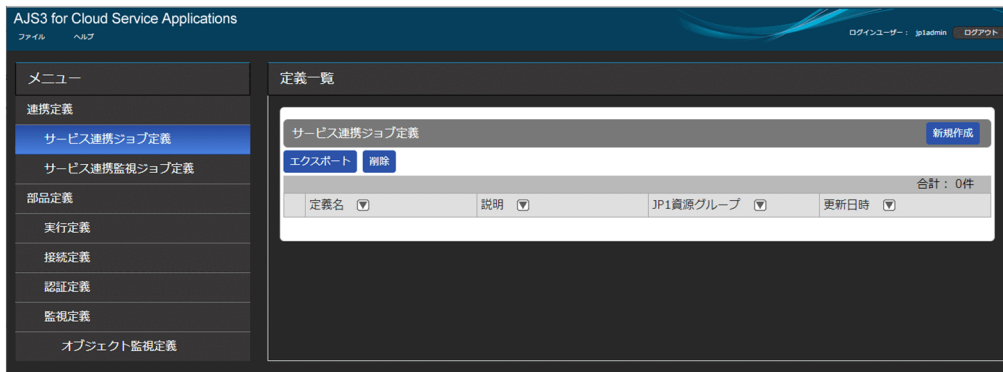 AJS3 for Cloud Service Applications
ファイル ヘルプ
ログインユーザー： jp1admin ログアウト
メニュー
連携定義
サービス連携ジョブ定義
サービス連携監視ジョブ定義
部品定義
実行定義
接続定義
認証定義
監視定義
オブジェクト監視定義
定義一覧
サービス連携ジョブ定義 新規作成
エクスポート 削除
合計： 0件
定義名 説明 JP1資源グループ 更新日時